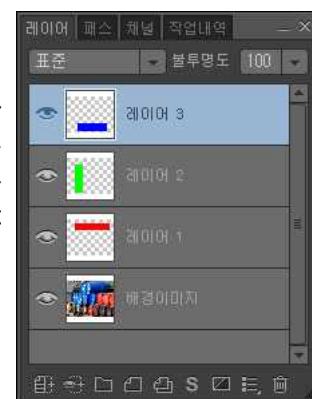 레이어 패스 채널 작업내역
표준 불투명도 100
레이어 3
레이어 2
레이어 1
배경이미지
S